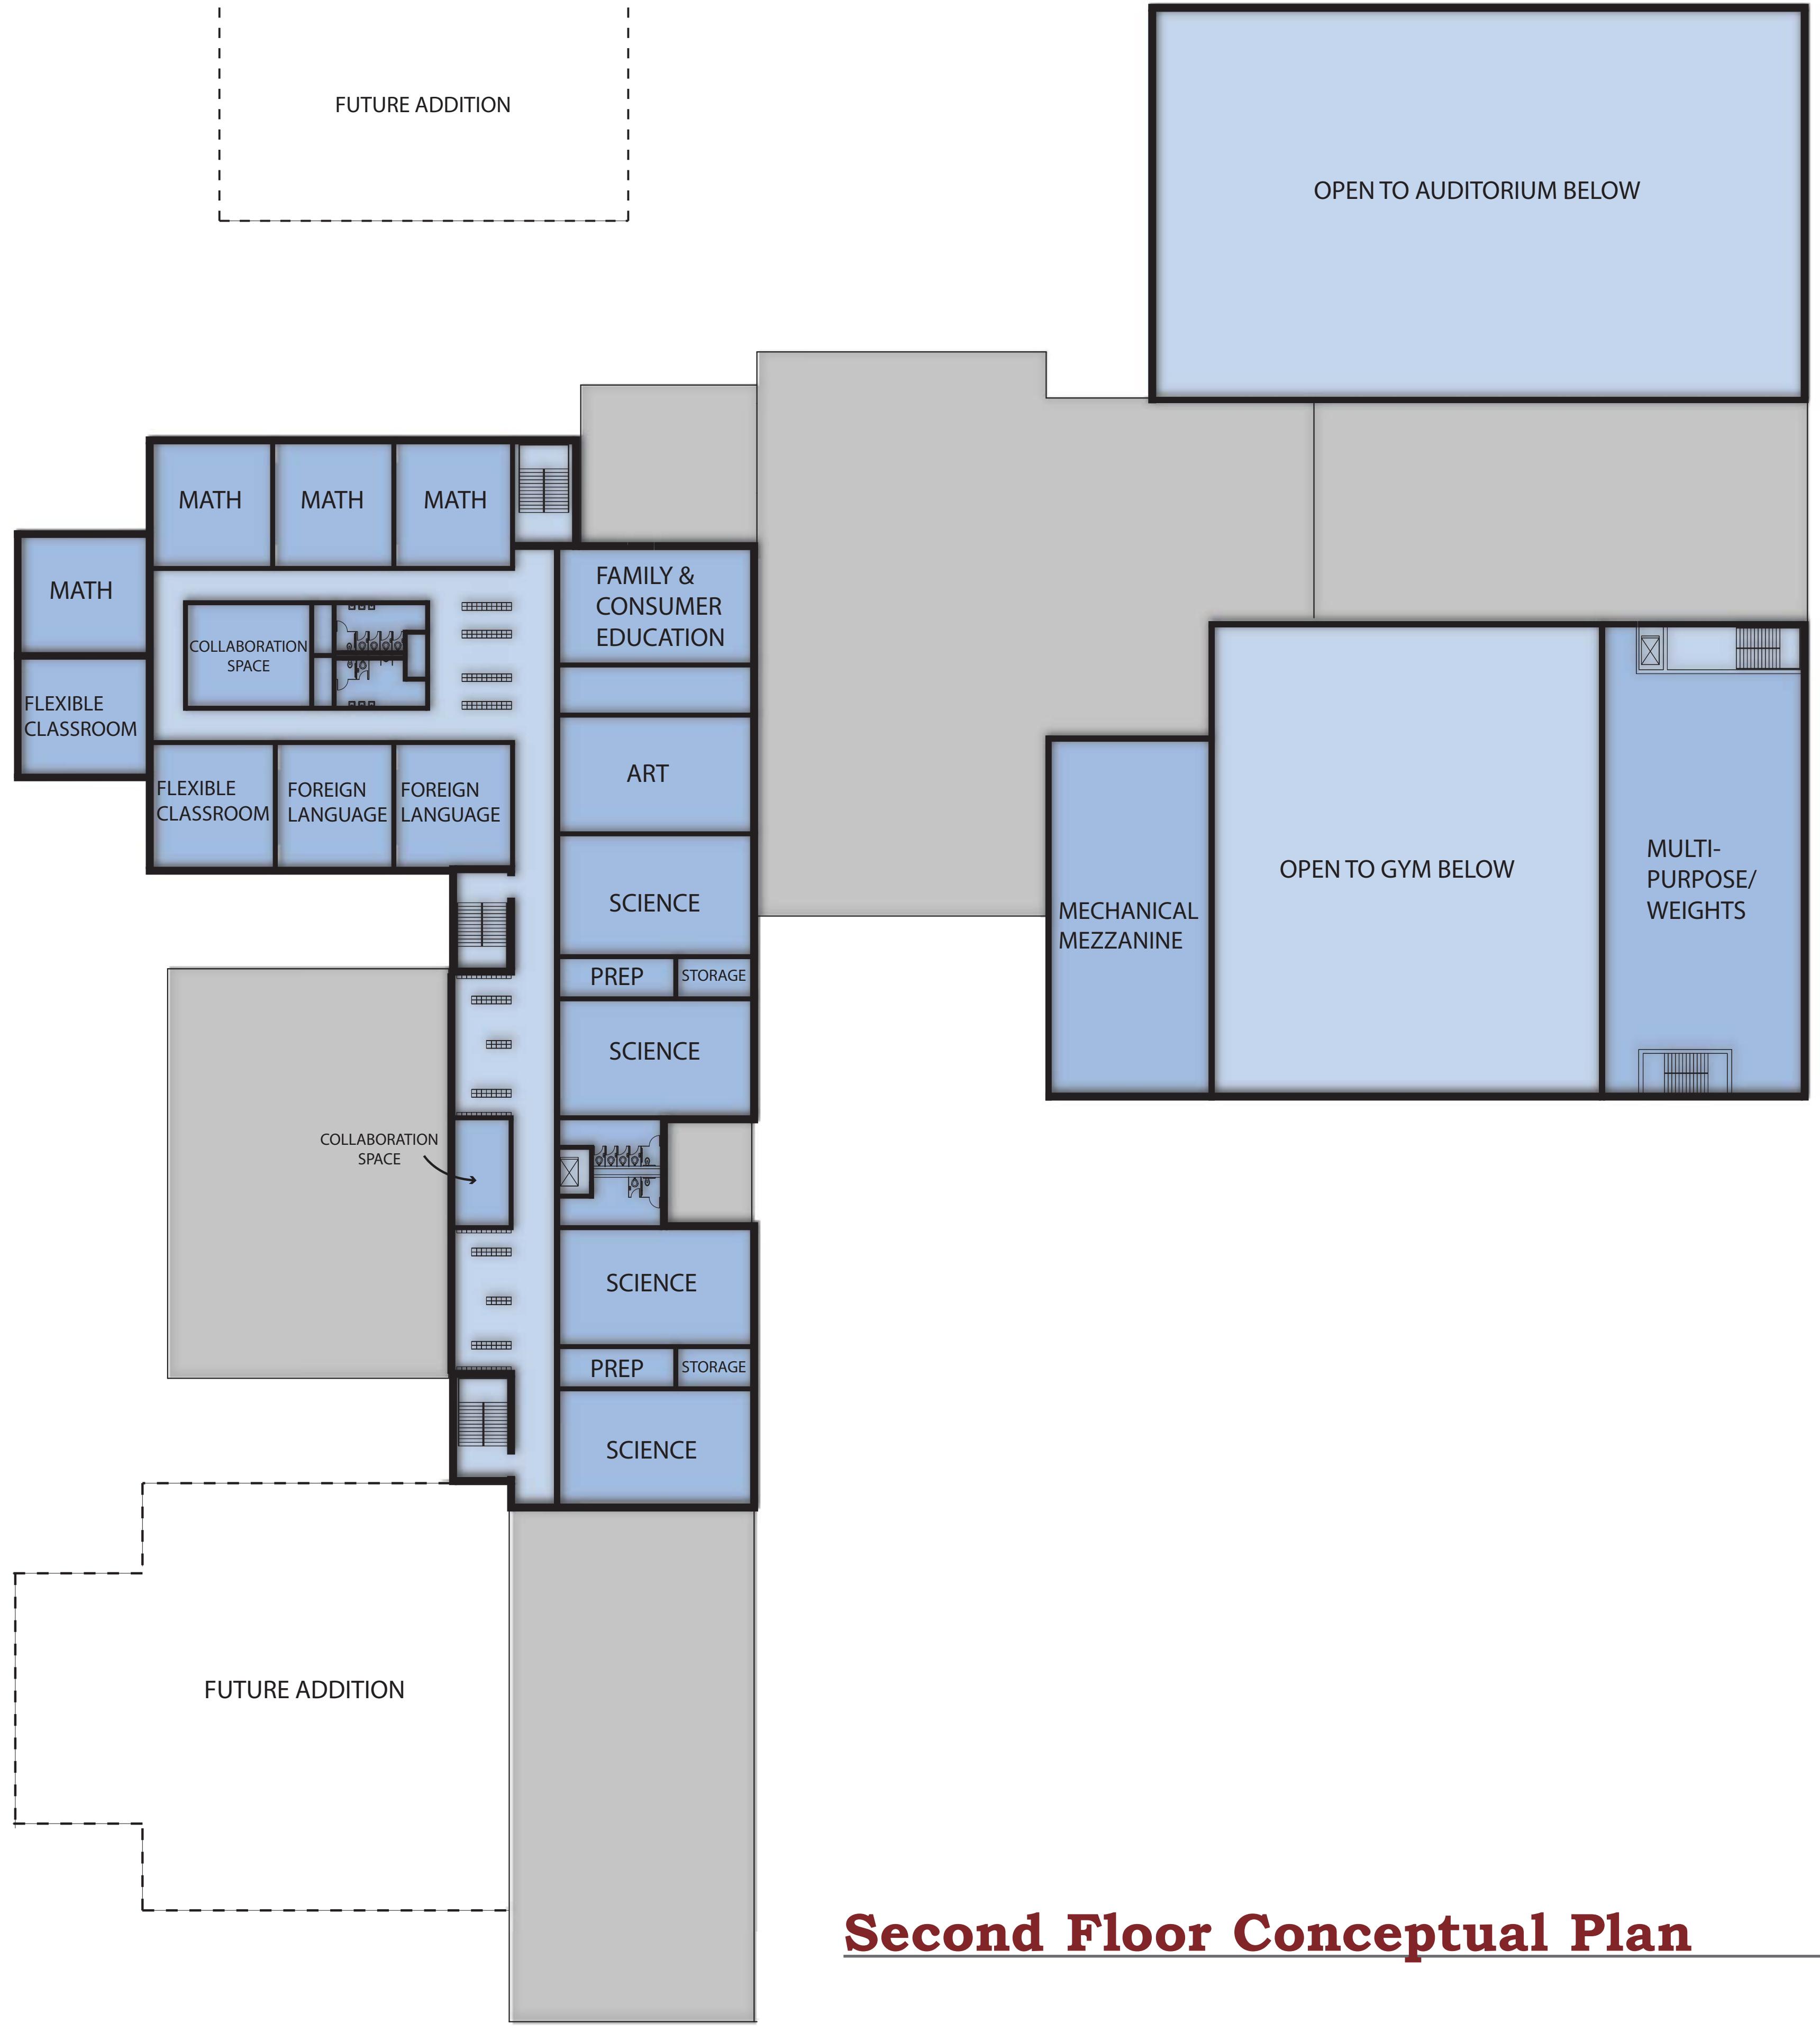 FUTURE ADDITION
OPEN TO AUDITORIUM BELOW
MATH
MATH
MATH
MATH
FAMILY &
CONSUMER
EDUCATION
COLLABORATION
SPACE
FLEXIBLE
CLASSROOM
FLEXIBLE
CLASSROOM
FOREIGN
LANGUAGE
FOREIGN
LANGUAGE
ART
SCIENCE
PREP
STORAGE
SCIENCE
MECHANICAL
MEZZANINE
OPEN TO GYM BELOW
MULTI-
PURPOSE/
WEIGHTS
COLLABORATION
SPACE
SCIENCE
PREP
STORAGE
SCIENCE
FUTURE ADDITION
Second Floor Conceptual Plan